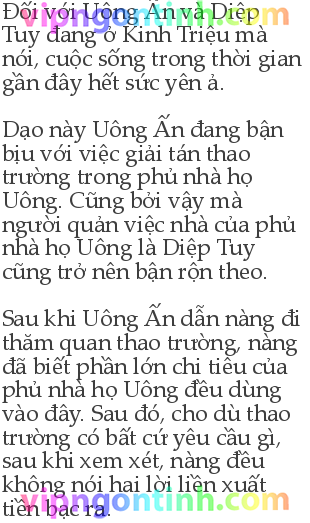 vipngontinh.com
Đối với Uông Ấn và Diệp
Tuy đang ở Kinh Triệu mà
nói, cuộc sống trong thời gian
gần đây hết sức yên ả.
Dạo này Uông Ấn đang bận
bịu với việc giải tán thao
trường trong phủ nhà họ
Uông. Cũng bởi vậy mà
người quản việc nhà của phủ
nhà họ Uông là Diệp Tuy
cũng trở nên bận rộn theo.
Sau khi Uông Ấn dẫn nàng đi
thăm quan thao trường, nàng
đã biết phần lớn chi tiêu của
phủ nhà họ Uông đều dùng
vào đây. Sau đó, cho dù thao
trường có bất cứ yêu cầu gì,
sau khi xem xét, nàng đều
không nói hai lời liền xuất
tiền bạc ra.
vipngontinh.com